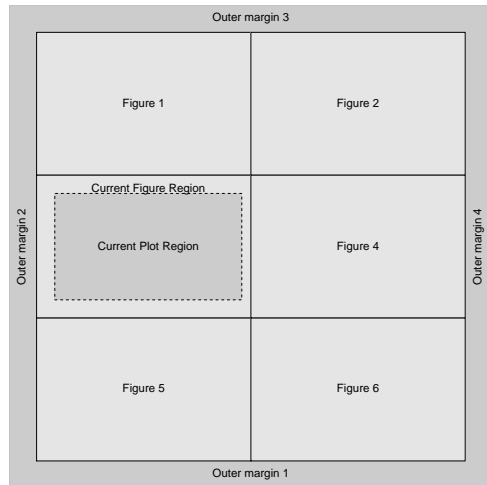 Outer margin 3
Figure 1
Figure 2
Current Figure Region
Outer margin 2
Current Plot Region
Figure 4
Outer margin 4
Figure 5
Figure 6
Outer margin 1